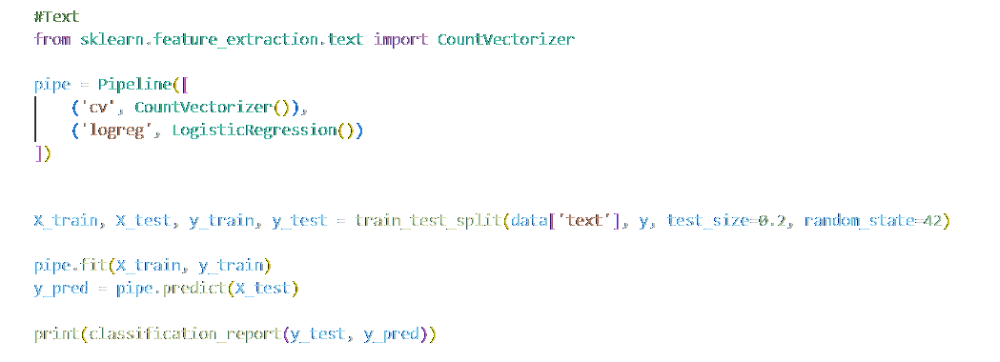 #Text
from sklearn.feature_extraction.text import CountVectorizer
pipe = Pipeline([
('cv', CountVectorizer()),
('logreg', LogisticRegression())
])
X_train, X_test, y_train, y_test = train_test_split(data['text'], y, test_size=0.2, random_state=42)
pipe.fit(X_train, y_train)
y_pred = pipe.predict(X_test)
print(classification_report(y_test, y_pred))